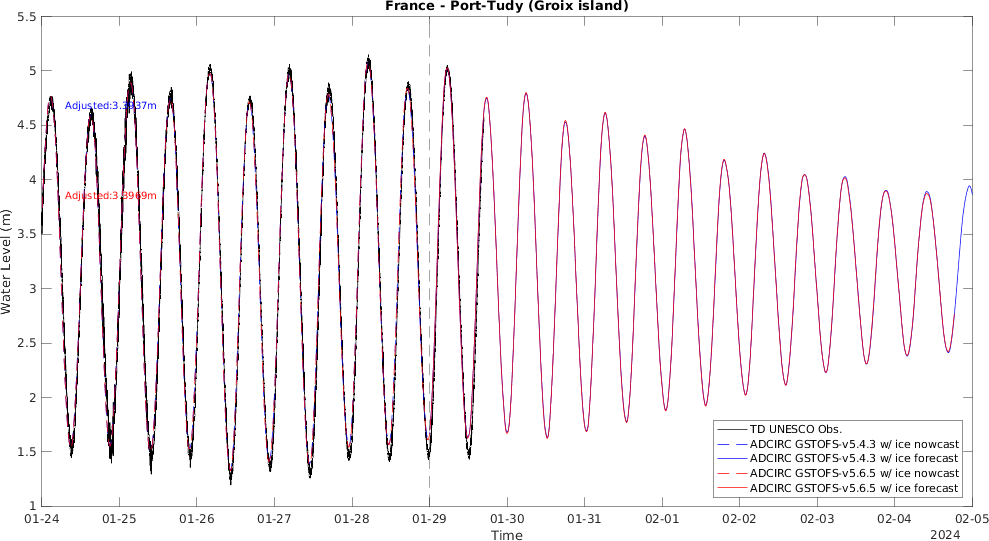 France - Port-Tudy (Groix island)
5.5
5
4.5
4
3.5
3
2.5
2
1.5
1
Water Level (m)
Adjusted:3.3937m
Adjusted:3.3969m
TD UNESCO Obs.
ADCIRC GSTOFS-v5.4.3 w/ ice nowcast
ADCIRC GSTOFS-v5.4.3 w/ ice forecast
ADCIRC GSTOFS-v5.6.5 w/ ice nowcast
ADCIRC GSTOFS-v5.6.5 w/ ice forecast
01-24 01-25 01-26 01-27 01-28 01-29 01-30 01-31 02-01 02-02 02-03 02-04 02-05
Time
2024